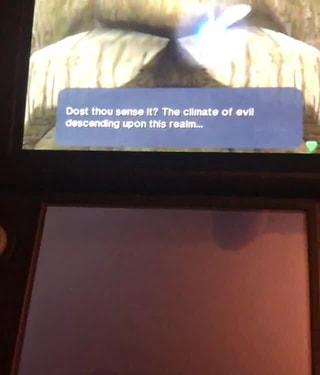 Dost thou sense it? The climate of evil
descending upon this realm...